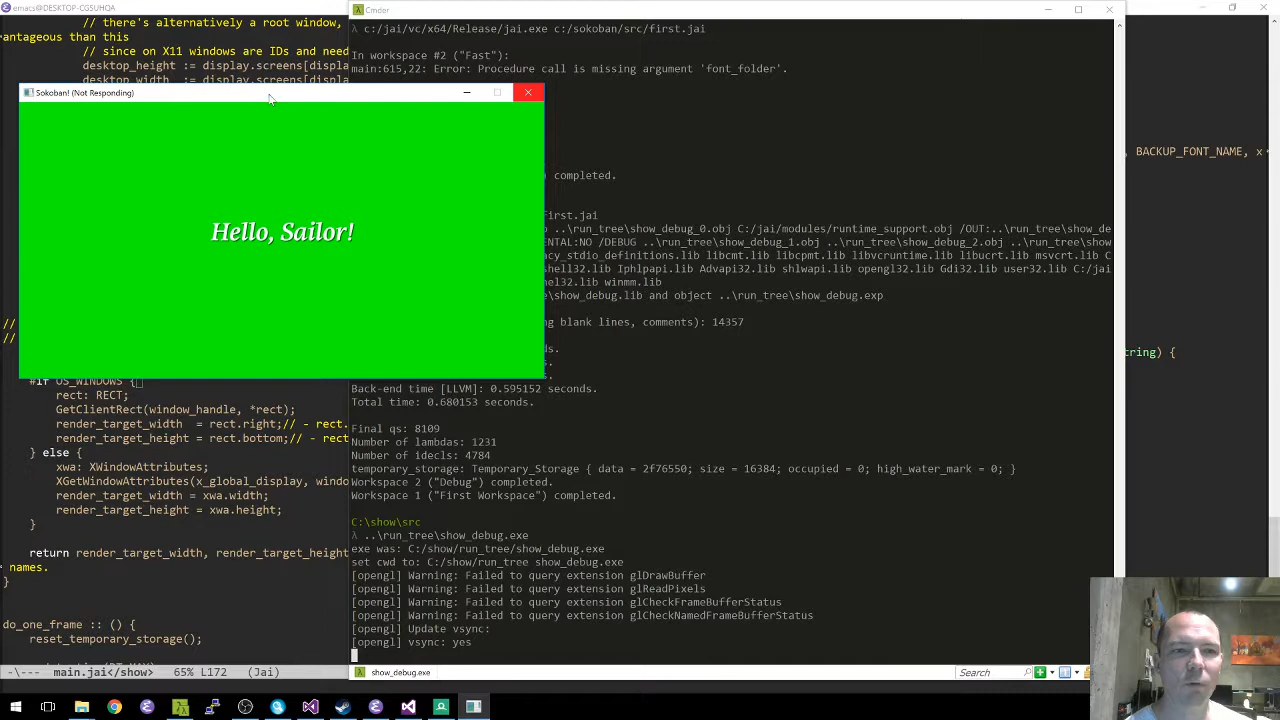 emacs@DESKTOP-CGSUHQA
// there's alternatively a root window,
antageous than this
// since on X11 windows are IDs and need
desktop_height := display.screens[displa
desktop_width := display.screens[displa
Sokoban! (Not Responding)
Hello, Sailor!
//
//
#if OS_WINDOWS {
rect: RECT;
GetClientRect(window_handle, *rect);
render_target_width  = rect.right;// - rect.
render_target_height = rect.bottom;// - rect
} else {
xwa: XWindowAttributes;
XGetWindowAttributes(x_global_display, windo
render_target_width = xwa.width;
render_target_height = xwa.height;
}
return render_target_width, render_target_height
names.
}
do_one_frame :: () {
reset_temporary_storage();
-\--- main.jai</show> 65% L172 (Jai)
Cmder
λ c:/jai/vc/x64/Release/jai.exe c:/sokoban/src/first.jai
In workspace #2 ("Fast"):
main:615,22: Error: Procedure call is missing argument 'font_folder'.
) completed.
first.jai
o ..\run_tree\show_debug_0.obj C:/jai/modules/runtime_support.obj /OUT:..\run_tree\show_de
ENTAL:NO /DEBUG ..\run_tree\show_debug_1.obj ..\run_tree\show_debug_2.obj ..\run_tree\show
acy_stdio_definitions.lib libcmt.lib libcpmt.lib libvcruntime.lib libucrt.lib msvcrt.lib C
shell32.lib Iphlpapi.lib Advapi32.lib shlwapi.lib opengl32.lib Gdi32.lib user32.lib C:/jai
lib winmm.lib
ee\show_debug.lib and object ..\run_tree\show_debug.exp
ng blank lines, comments): 14357
ds.
s.
s.
Back-end time [LLVM]: 0.595152 seconds.
Total time: 0.680153 seconds.
Final qs: 8109
Number of lambdas: 1231
Number of idecls: 4784
temporary_storage: Temporary_Storage { data = 2f76550; size = 16384; occupied = 0; high_water_mark = 0; }
Workspace 2 ("Debug") completed.
Workspace 1 ("First Workspace") completed.
C:\show\src
λ ..\run_tree\show_debug.exe
exe was: C:/show/run_tree/show_debug.exe
set cwd to: C:/show/run_tree show_debug.exe
[opengl] Warning: Failed to query extension glDrawBuffer
[opengl] Warning: Failed to query extension glReadPixels
[opengl] Warning: Failed to query extension glCheckFrameBufferStatus
[opengl] Warning: Failed to query extension glCheckNamedFrameBufferStatus
[opengl] Update vsync:
[opengl] vsync: yes
show_debug.exe
Search
, BACKUP_FONT_NAME, x
tring) {